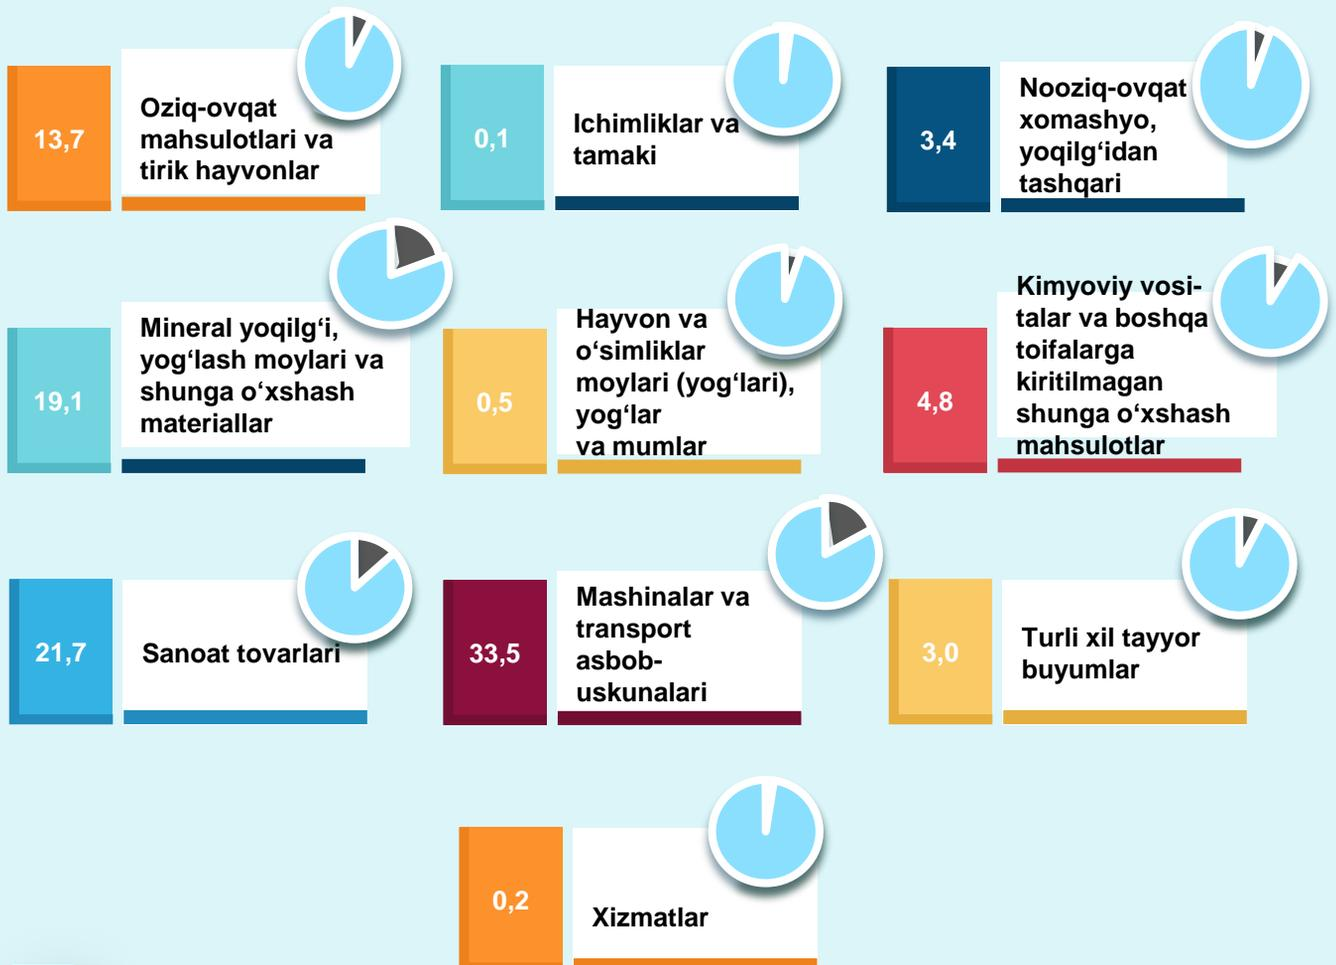 13,7
Oziq-ovqat
mahsulotlari va
tirik hayvonlar
0,1
Ichimliklar va
tamaki
3,4
Nooziq-ovqat
xomashyo,
yoqilg‘idan
tashqari
19,1
Mineral yoqilg‘i,
yog‘lash moylari va
shunga o‘xshash
materiallar
0,5
Hayvon va
o‘simliklar
moylari (yog‘lari),
yog‘lar
va mumlar
4,8
Kimyoviy vosi-
talar va boshqa
toifalarga
kiritilmagan
shunga o‘xshash
mahsulotlar
21,7
Sanoat tovarlari
33,5
Mashinalar va
transport
asbob-
uskunalari
3,0
Turli xil tayyor
buyumlar
0,2
Xizmatlar